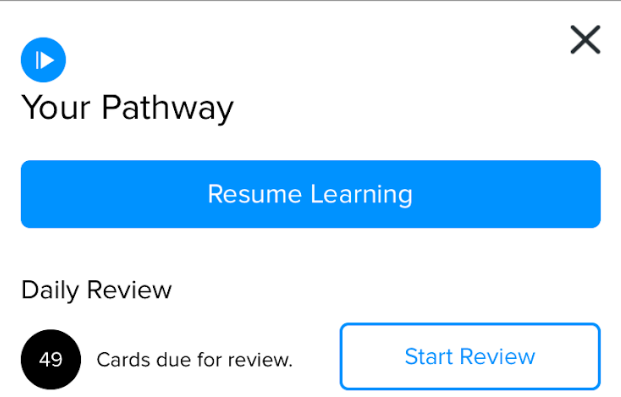 Your Pathway
Resume Learning
Daily Review
49 Cards due for review.
Start Review